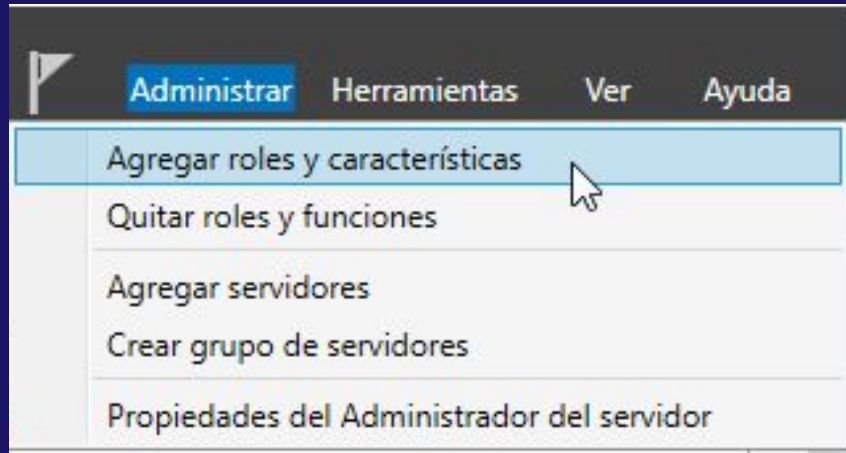 Administrar Herramientas Ver Ayuda
Agregar roles y características
Quitar roles y funciones
Agregar servidores
Crear grupo de servidores
Propiedades del Administrador del servidor